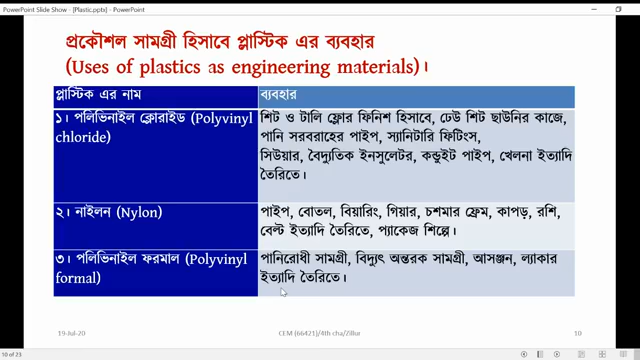 PowerPoint Slide Show - [Plastic.pptx] - PowerPoint
প্রকৌশল সামগ্রী হিসাবে প্লাস্টিক এর ব্যবহার
(Uses of plastics as engineering materials)।
প্লাস্টিক এর নাম
ব্যবহার
১। পলিভিনাইল ক্লোরাইড (Polyvinyl
chloride)
শিট ও টালি ফ্লোর ফিনিশ হিসাবে, ঢেউ শিট ছাউনির কাজে,
পানি সরবরাহের পাইপ, স্যানিটারি ফিটিংস,
সিউয়ার, বৈদ্যুতিক ইনসুলেটর, কন্ডুইট পাইপ, খেলনা ইত্যাদি
তৈরিতে।
২। নাইলন (Nylon)
পাইপ, বোতল, বিয়ারিং, গিয়ার, চশমার ফ্রেম, কাপড়, রশি,
বেল্ট ইত্যাদি তৈরিতে, প্যাকেজ শিল্পে।
৩। পলিভিনাইল ফরমাল (Polyvinyl
formal)
পানিরোধী সামগ্রী, বিদ্যুৎ অন্তরক সামগ্রী, আসঞ্জন, ল্যাকার
ইত্যাদি তৈরিতে।
19-Jul-20
CEM (66421)/4th cha/Zillur
10
10 of 23